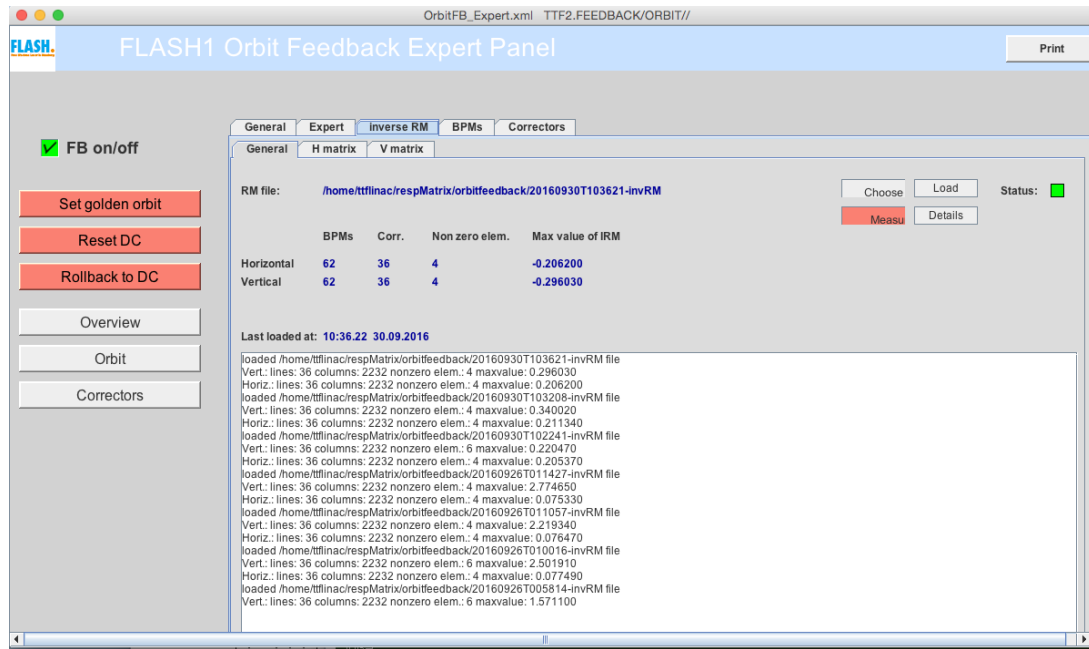 OrbitFB_Expert.xml TTF2.FEEDBACK/ORBIT//
FLASH.
FLASH1 Orbit Feedback Expert Panel
Print
General Expert inverse RM BPMs Correctors
General H matrix V matrix
FB on/off
Set golden orbit
Reset DC
Rollback to DC
Overview
Orbit
Correctors
RM file: /home/ttflinac/respMatrix/orbitfeedback/20160930T103621-invRM
Choose Load Status:
Measu Details
BPMs Corr. Non zero elem. Max value of IRM
Horizontal 62 36 4 -0.206200
Vertical 62 36 4 -0.296030
Last loaded at: 10:36.22 30.09.2016
loaded /home/ttflinac/respMatrix/orbitfeedback/20160930T103621-invRM file
Vert.: lines: 36 columns: 2232 nonzero elem.: 4 maxvalue: 0.296030
Horiz.: lines: 36 columns: 2232 nonzero elem.: 4 maxvalue: 0.206200
loaded /home/ttflinac/respMatrix/orbitfeedback/20160930T103208-invRM file
Vert.: lines: 36 columns: 2232 nonzero elem.: 4 maxvalue: 0.340020
Horiz.: lines: 36 columns: 2232 nonzero elem.: 4 maxvalue: 0.211340
loaded /home/ttflinac/respMatrix/orbitfeedback/20160930T102241-invRM file
Vert.: lines: 36 columns: 2232 nonzero elem.: 6 maxvalue: 0.220470
Horiz.: lines: 36 columns: 2232 nonzero elem.: 4 maxvalue: 0.205370
loaded /home/ttflinac/respMatrix/orbitfeedback/20160926T011427-invRM file
Vert.: lines: 36 columns: 2232 nonzero elem.: 4 maxvalue: 2.774650
Horiz.: lines: 36 columns: 2232 nonzero elem.: 4 maxvalue: 0.075330
loaded /home/ttflinac/respMatrix/orbitfeedback/20160926T011057-invRM file
Vert.: lines: 36 columns: 2232 nonzero elem.: 4 maxvalue: 2.219340
Horiz.: lines: 36 columns: 2232 nonzero elem.: 4 maxvalue: 0.076470
loaded /home/ttflinac/respMatrix/orbitfeedback/20160926T010016-invRM file
Vert.: lines: 36 columns: 2232 nonzero elem.: 6 maxvalue: 2.501910
Horiz.: lines: 36 columns: 2232 nonzero elem.: 4 maxvalue: 0.077490
loaded /home/ttflinac/respMatrix/orbitfeedback/20160926T005814-invRM file
Vert.: lines: 36 columns: 2232 nonzero elem.: 6 maxvalue: 1.571100